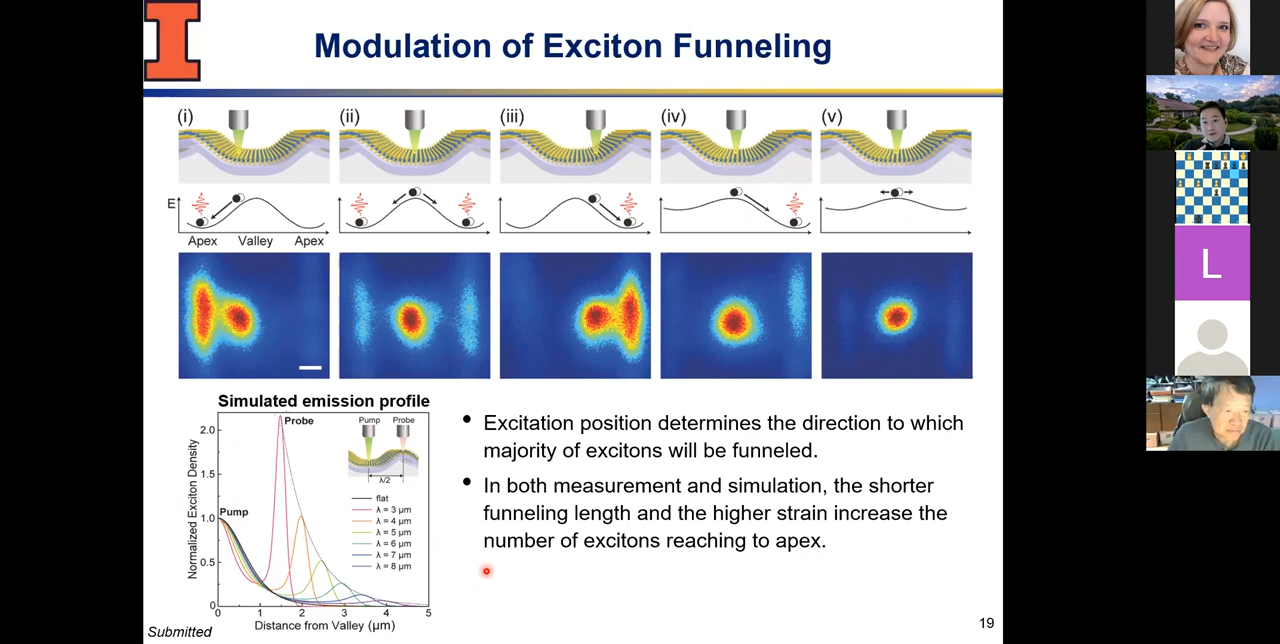 I
Modulation of Exciton Funneling
(i) (ii) (iii) (iv) (v)
E
Apex Valley Apex
Simulated emission profile
Probe
Pump Probe
λ/2
Pump
flat
λ = 3 μm
λ = 4 μm
λ = 5 μm
λ = 6 μm
λ = 7 μm
λ = 8 μm
Normalized Exciton Density
2.0
1.5
1.0
0.5
0
0 1 2 3 4 5
Distance from Valley (μm)
• Excitation position determines the direction to which
majority of excitons will be funneled.
• In both measurement and simulation, the shorter
funneling length and the higher strain increase the
number of excitons reaching to apex.
Submitted
19
L